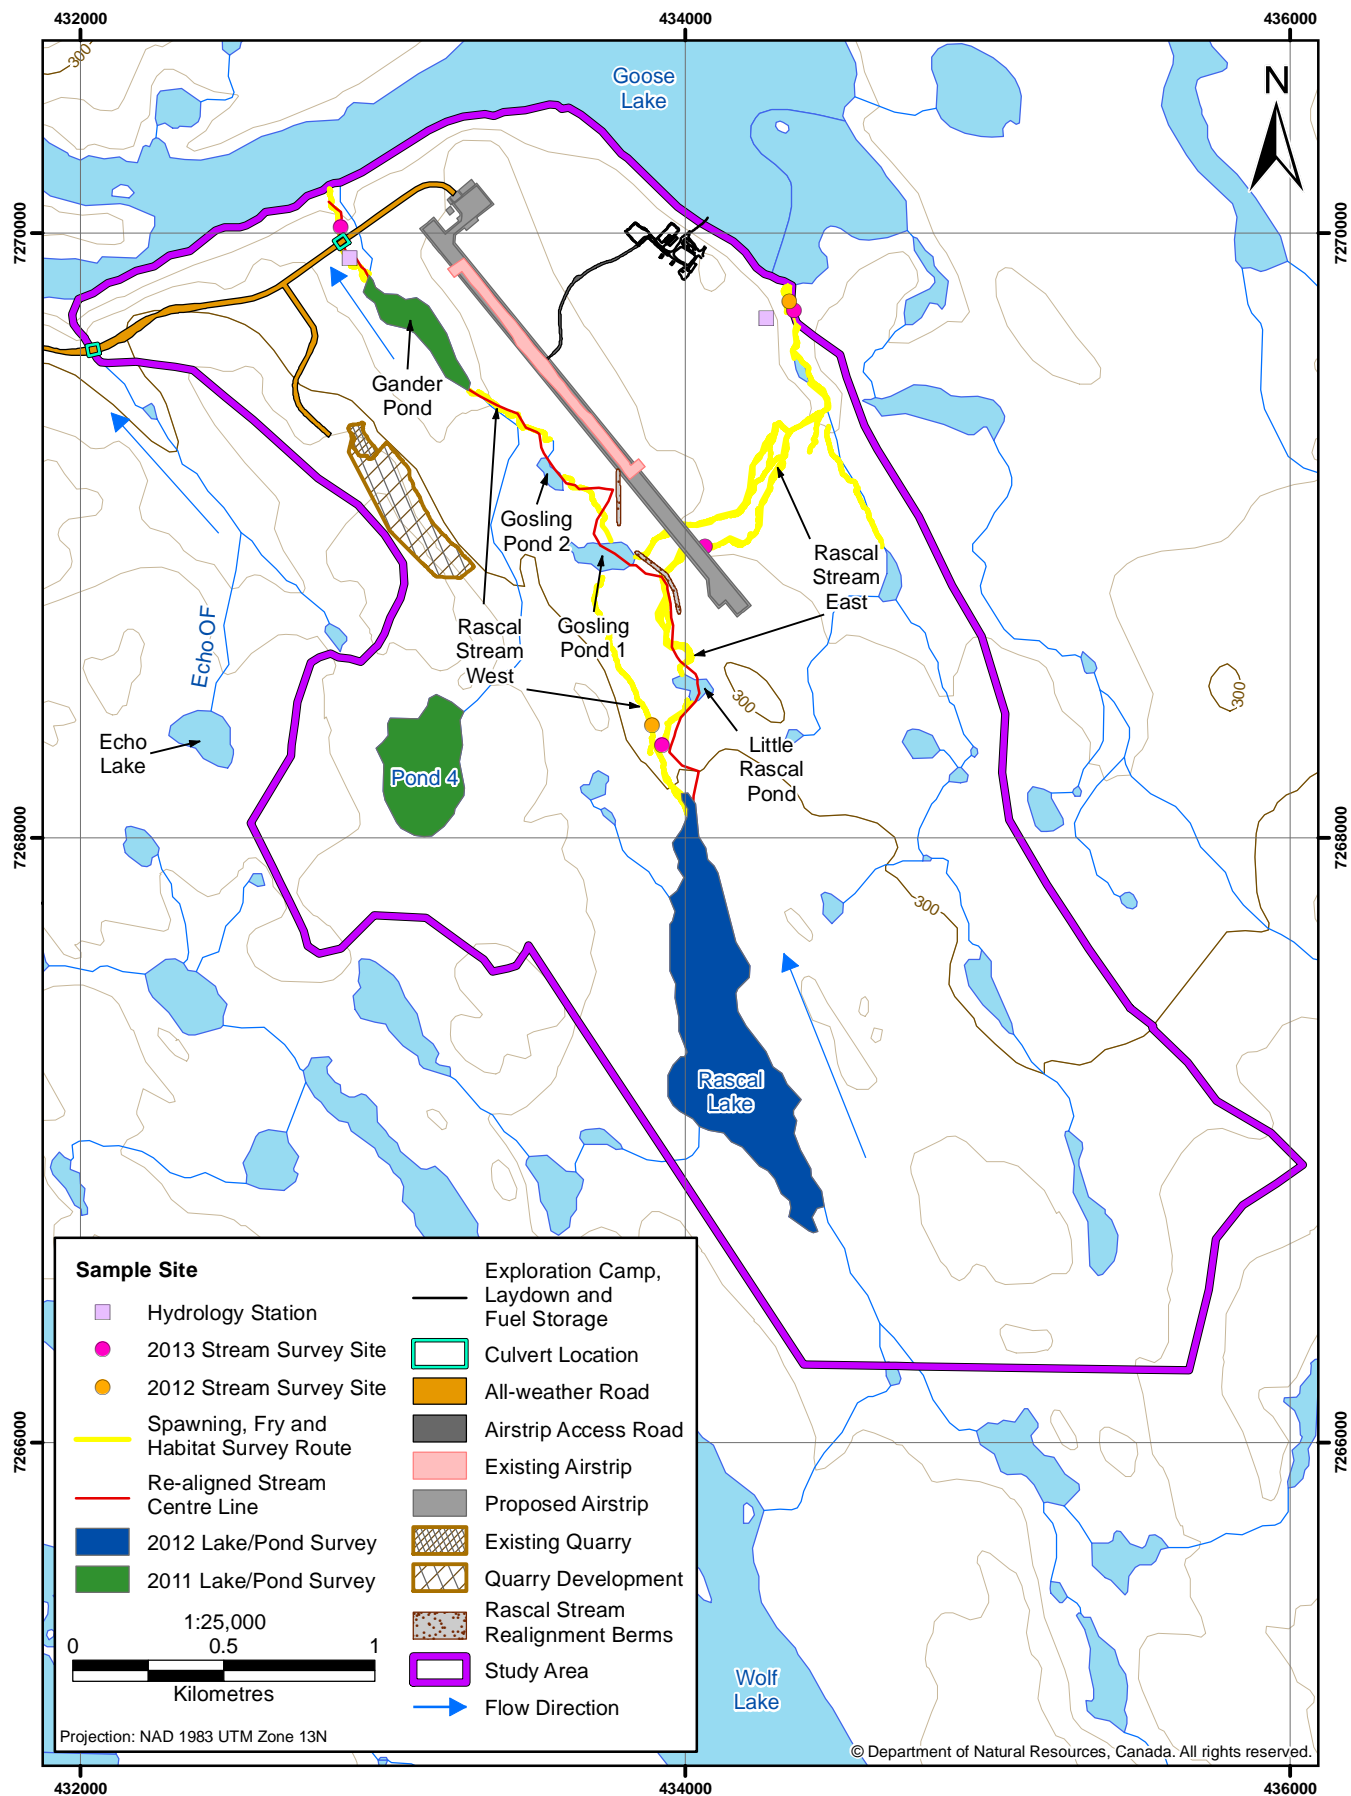 432000
434000
436000
300
Goose
Lake
N
7270000
7270000
Gander
Pond
Gosling
Pond 2
Rascal
Stream
East
Echo OF
Rascal
Stream
West
Gosling
Pond 1
300
300
Echo
Lake
Pond 4
Little
Rascal
Pond
7268000
7268000
300
Rascal
Lake
Sample Site
Hydrology Station
2013 Stream Survey Site
2012 Stream Survey Site
Spawning, Fry and
Habitat Survey Route
Re-aligned Stream
Centre Line
2012 Lake/Pond Survey
2011 Lake/Pond Survey
1:25,000
0 0.5 1
Kilometres
Projection: NAD 1983 UTM Zone 13N
Exploration Camp,
Laydown and
Fuel Storage
Culvert Location
All-weather Road
Airstrip Access Road
Existing Airstrip
Proposed Airstrip
Existing Quarry
Quarry Development
Rascal Stream
Realignment Berms
Study Area
Flow Direction
7266000
7266000
Wolf
Lake
© Department of Natural Resources, Canada. All rights reserved.
432000
434000
436000